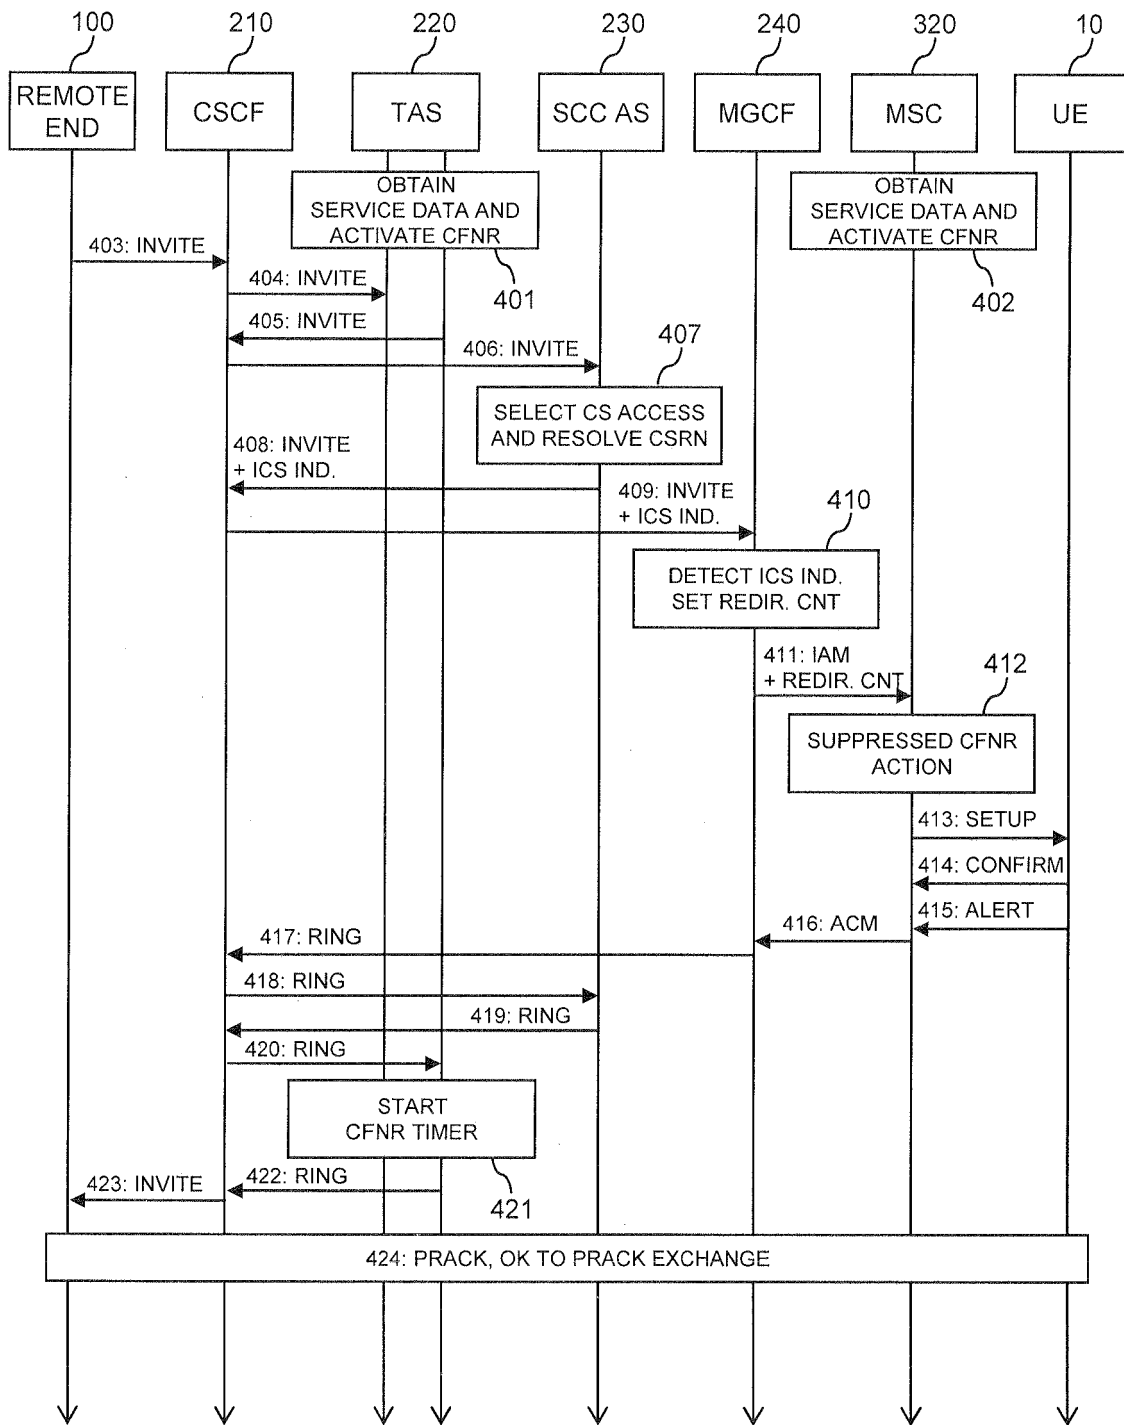 100
210
220
230
240
320
10
REMOTE
END
CSCF
TAS
SCC AS
MGCF
MSC
UE
OBTAIN
SERVICE DATA AND
ACTIVATE CFNR
OBTAIN
SERVICE DATA AND
ACTIVATE CFNR
403: INVITE
404: INVITE
401
402
405: INVITE
406: INVITE
407
SELECT CS ACCESS
AND RESOLVE CSRN
408: INVITE
+ ICS IND.
409: INVITE
+ ICS IND.
410
DETECT ICS IND.
SET REDIR. CNT
411: IAM
+ REDIR. CNT
412
SUPPRESSED CFNR
ACTION
413: SETUP
414: CONFIRM
415: ALERT
416: ACM
417: RING
418: RING
419: RING
420: RING
START
CFNR TIMER
422: RING
423: INVITE
421
424: PRACK, OK TO PRACK EXCHANGE